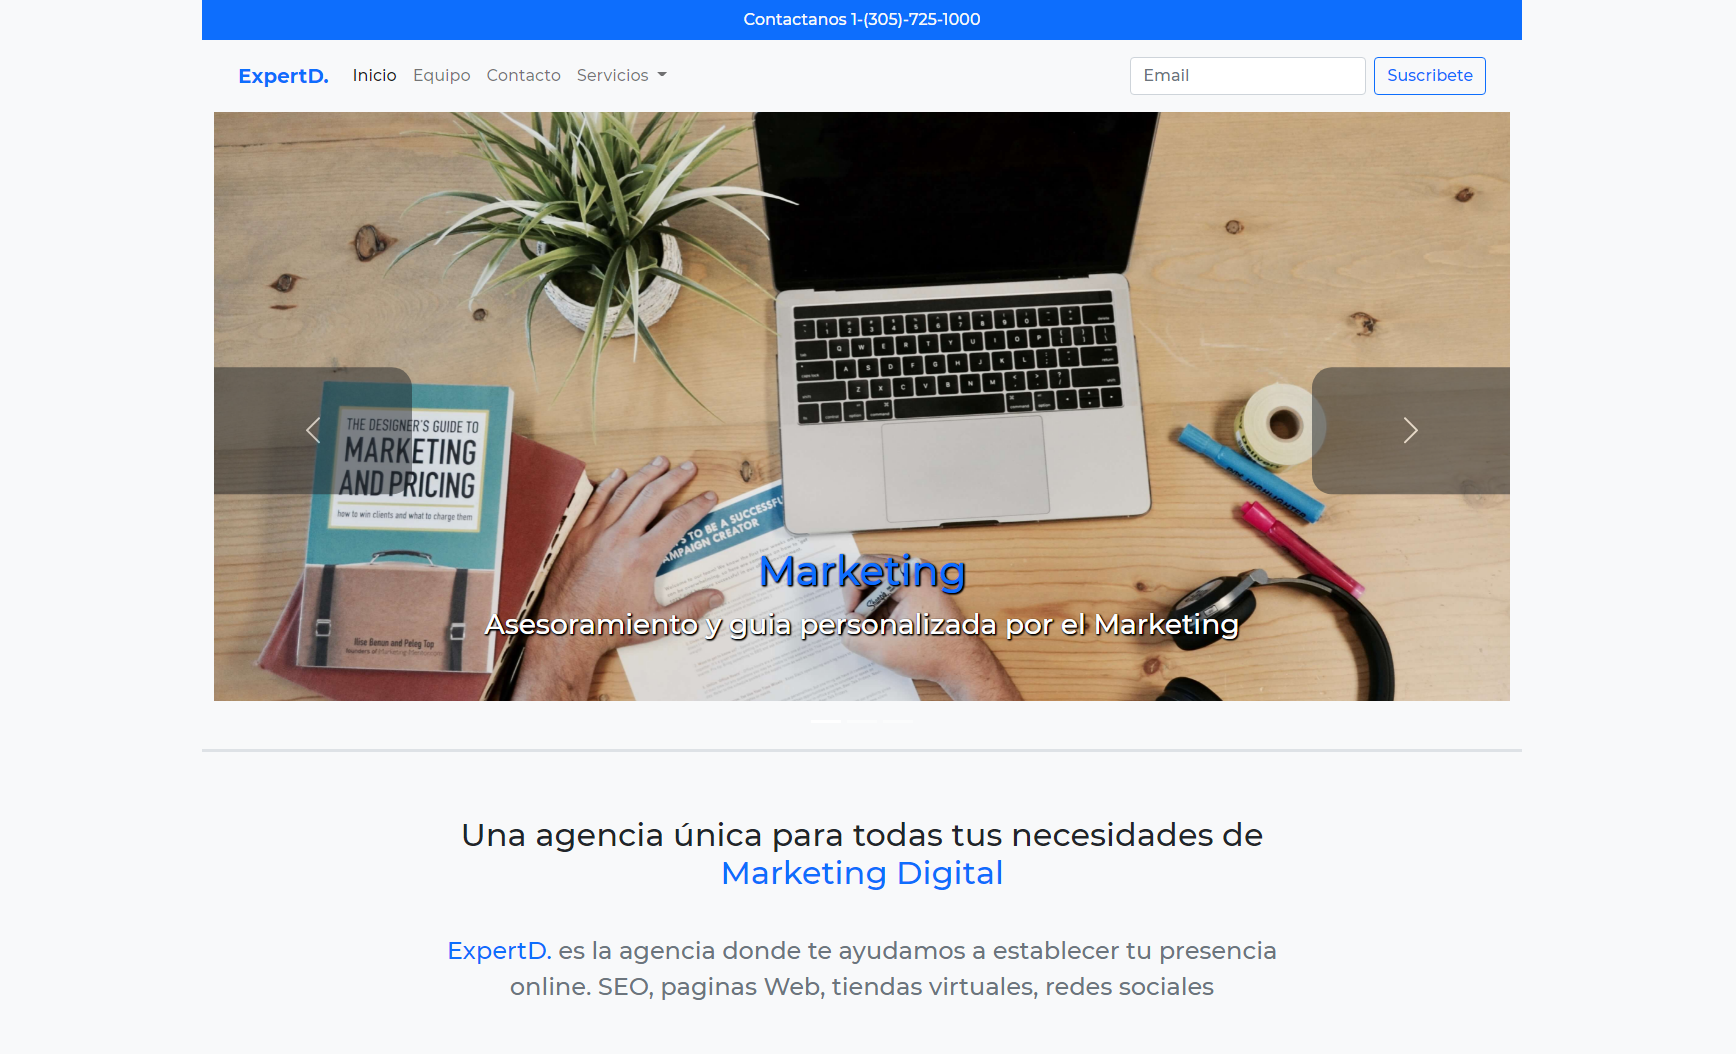 Contactanos 1-(305)-725-1000
ExpertD.
Inicio
Equipo
Contacto
Servicios
Email
Suscribete
THE DESIGNER'S GUIDE TO
MARKETING
AND PRICING
how to win clients and what to charge them
Ilise Benun and Peleg Top
TO BE A SUCCESSFUL
CREATOR
Marketing
Asesoramiento y guia personalizada por el Marketing
Una agencia única para todas tus necesidades de
Marketing Digital
ExpertD. es la agencia donde te ayudamos a establecer tu presencia
online. SEO, paginas Web, tiendas virtuales, redes sociales